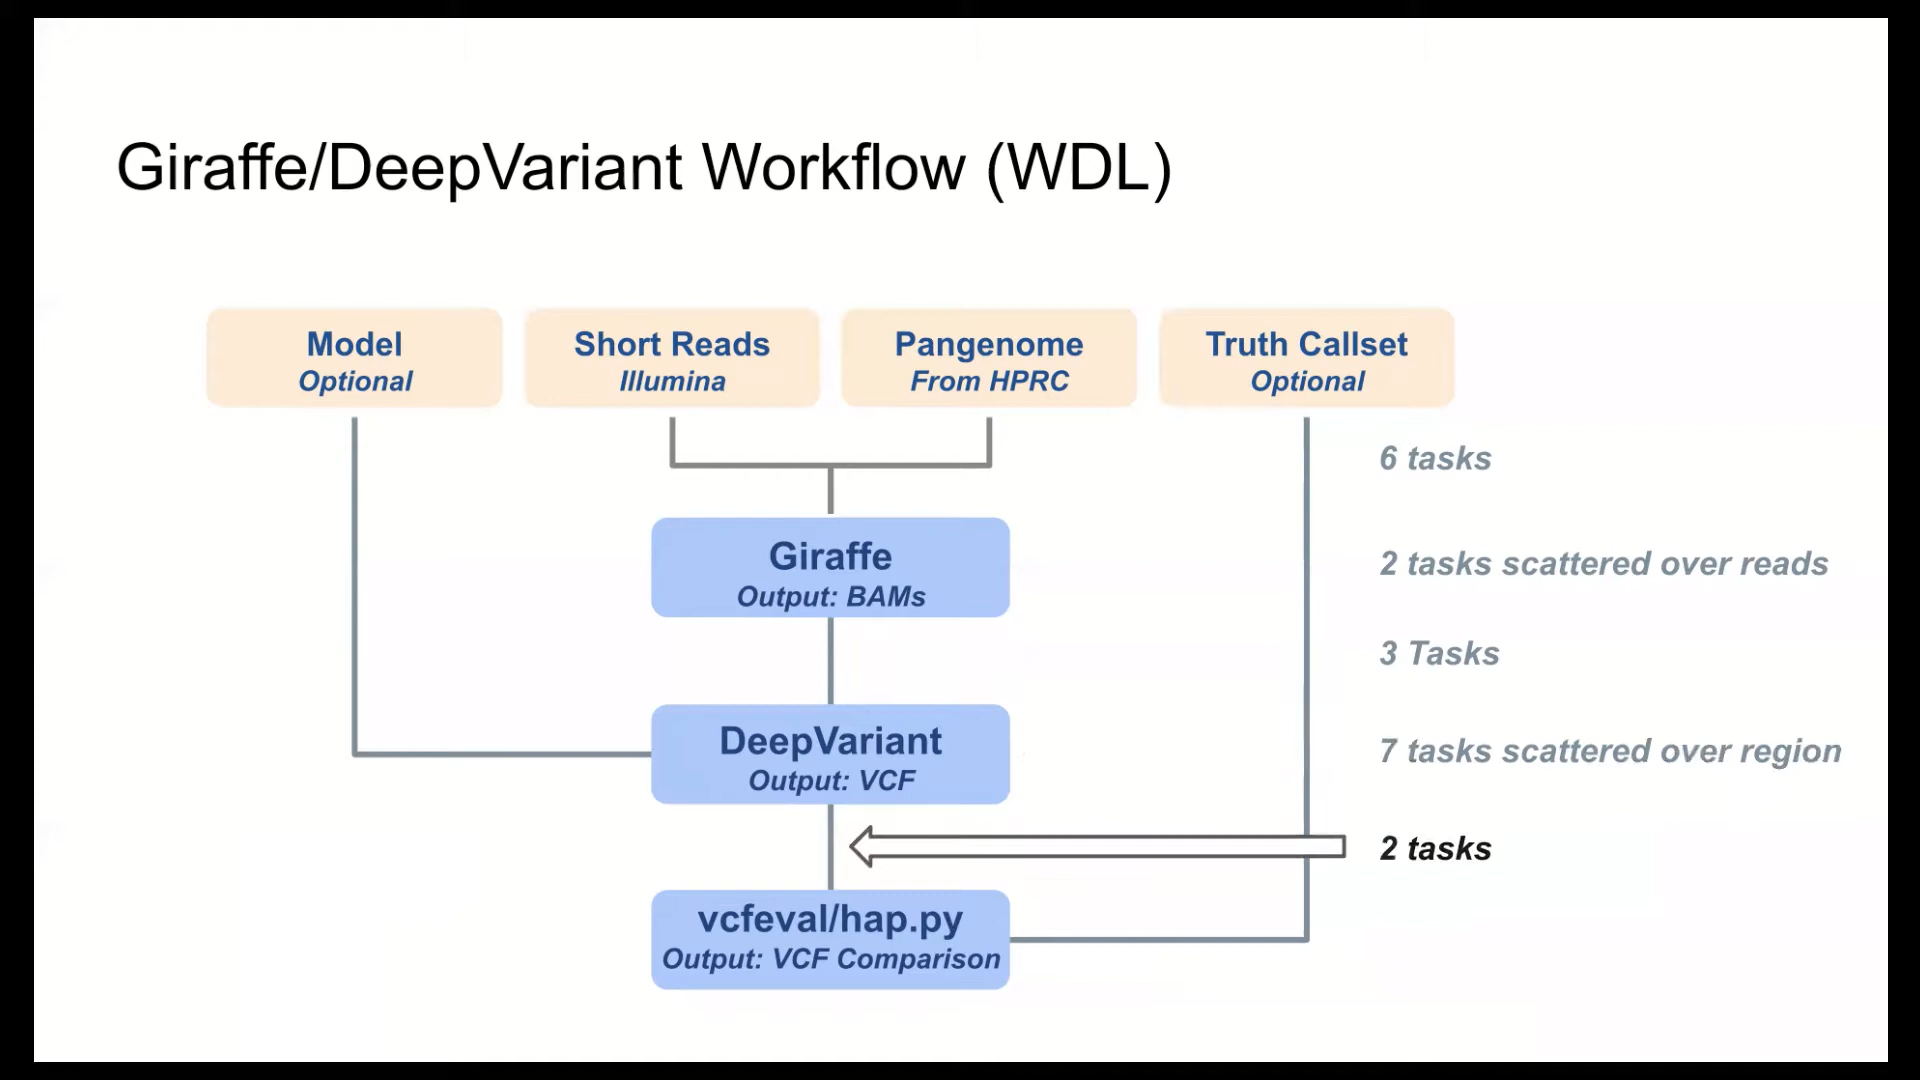 Giraffe/DeepVariant Workflow (WDL)
Model
Optional
Short Reads
Illumina
Pangenome
From HPRC
Truth Callset
Optional
6 tasks
Giraffe
Output: BAMs
2 tasks scattered over reads
3 Tasks
DeepVariant
Output: VCF
7 tasks scattered over region
2 tasks
vcfeval/hap.py
Output: VCF Comparison